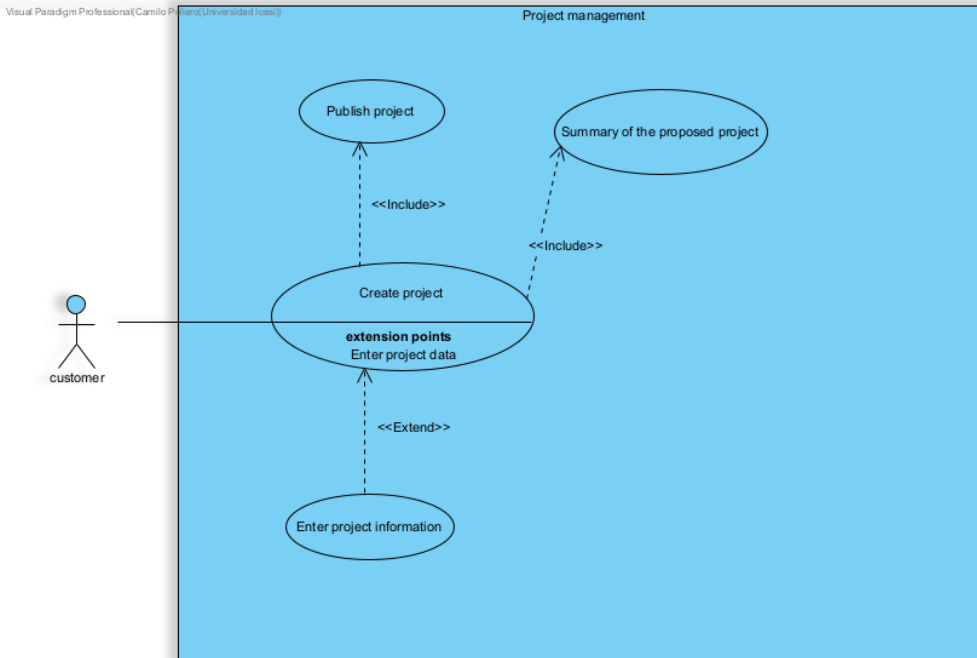 Visual Paradigm Professional(Camilo Pellero(Universidad Icesi))
Project management
Publish project
Summary of the proposed project
<<Include>>
<<Include>>
Create project
extension points
Enter project data
customer
<<Extend>>
Enter project information